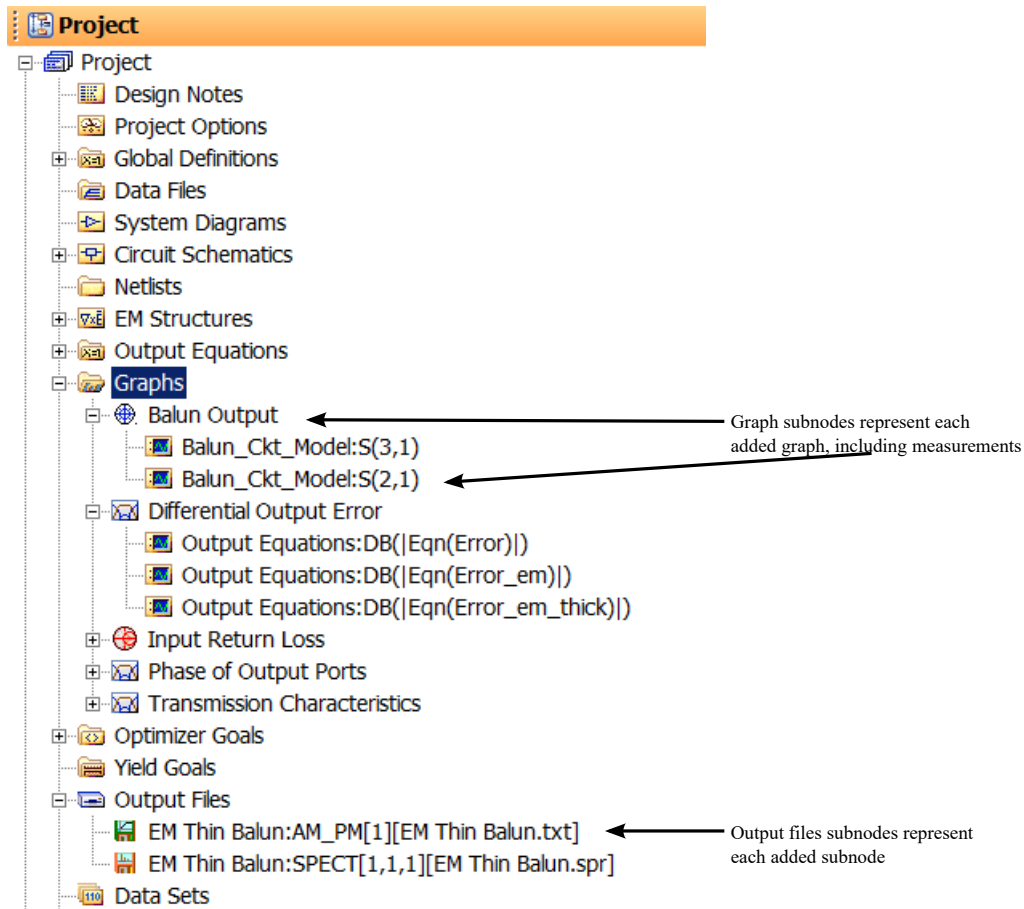 Project
Project
Design Notes
Project Options
Global Definitions
Data Files
System Diagrams
Circuit Schematics
Netlists
EM Structures
Output Equations
Graphs
Balun Output
Balun_Ckt_Model:S(3,1)
Balun_Ckt_Model:S(2,1)
Graph subnodes represent each
added graph, including measurements
Differential Output Error
Output Equations:DB(|Eqn(Error)|)
Output Equations:DB(|Eqn(Error_em)|)
Output Equations:DB(|Eqn(Error_em_thick)|)
Input Return Loss
Phase of Output Ports
Transmission Characteristics
Optimizer Goals
Yield Goals
Output Files
EM Thin Balun:AM_PM[1][EM Thin Balun.txt]
EM Thin Balun:SPECT[1,1,1][EM Thin Balun.spr]
Output files subnodes represent
each added subnode
Data Sets